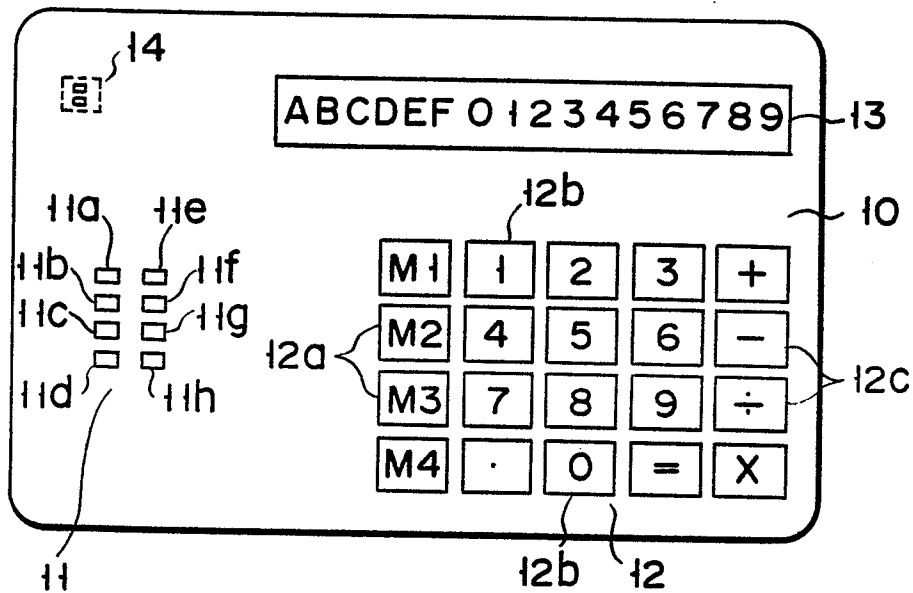 14
ABCDEF 0123456789
13
11a 11e
12b
10
11b 11f
M1 1 2 3 +
11c 11g
12a
M2 4 5 6 −
12c
11d 11h
M3 7 8 9 ÷
M4 · 0 = X
11
12b 12